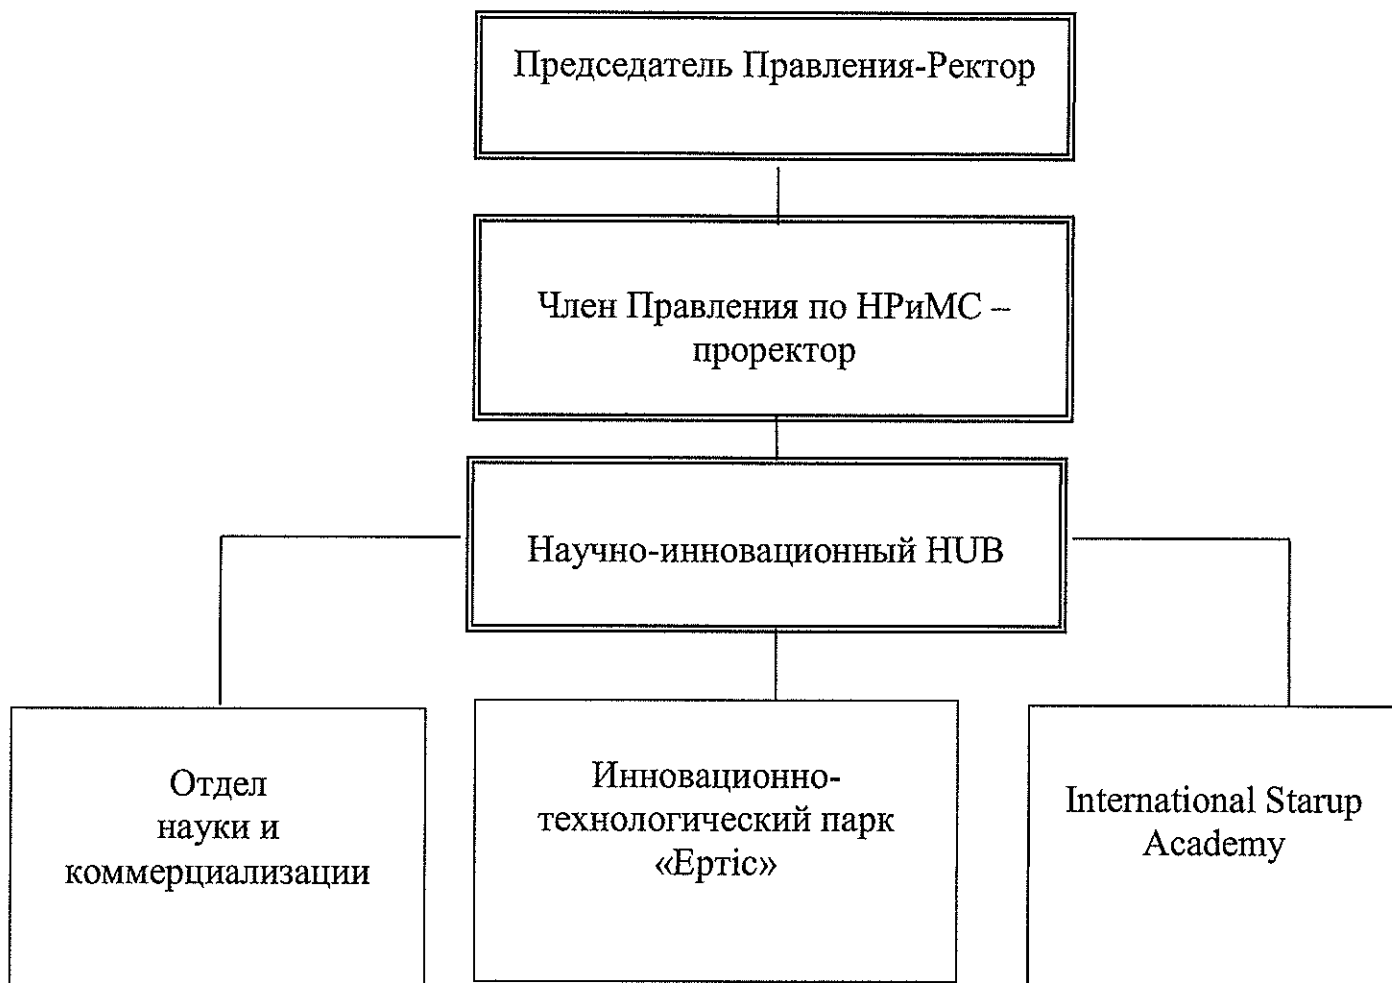 Председатель Правления-Ректор
Член Правления по НРиМС –
проректор
Научно-инновационный HUB
Отдел
науки и
коммерциализации
Инновационно-
технологический парк
«Ертіс»
International Starup
Academy